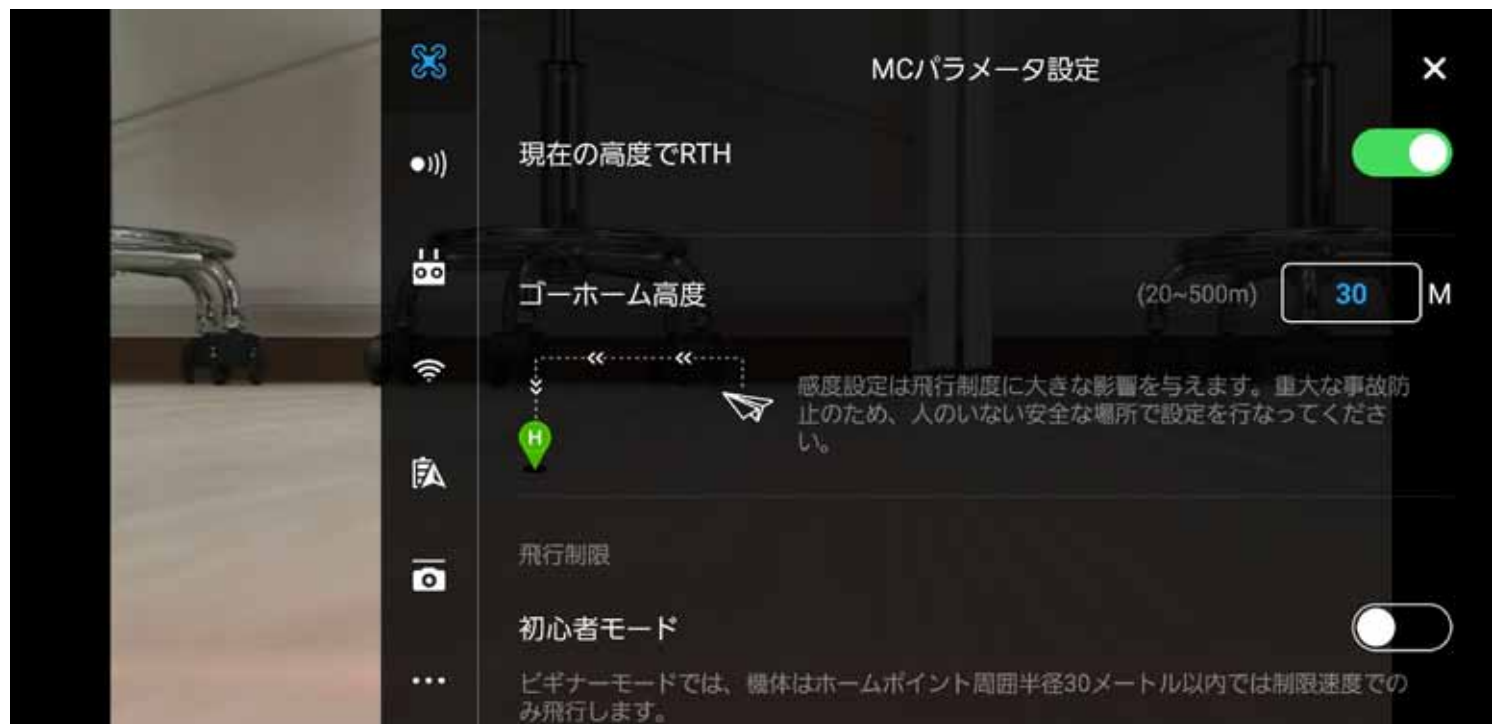 MCパラメータ設定
現在の高度でRTH
ゴーホーム高度
(20~500m)
30
M
感度設定は飛行制度に大きな影響を与えます。重大な事故防
止のため、人のいない安全な場所で設定を行なってくださ
い。
H
飛行制限
初心者モード
ビギナーモードでは、機体はホームポイント周囲半径30メートル以内では制限速度での
み飛行します。